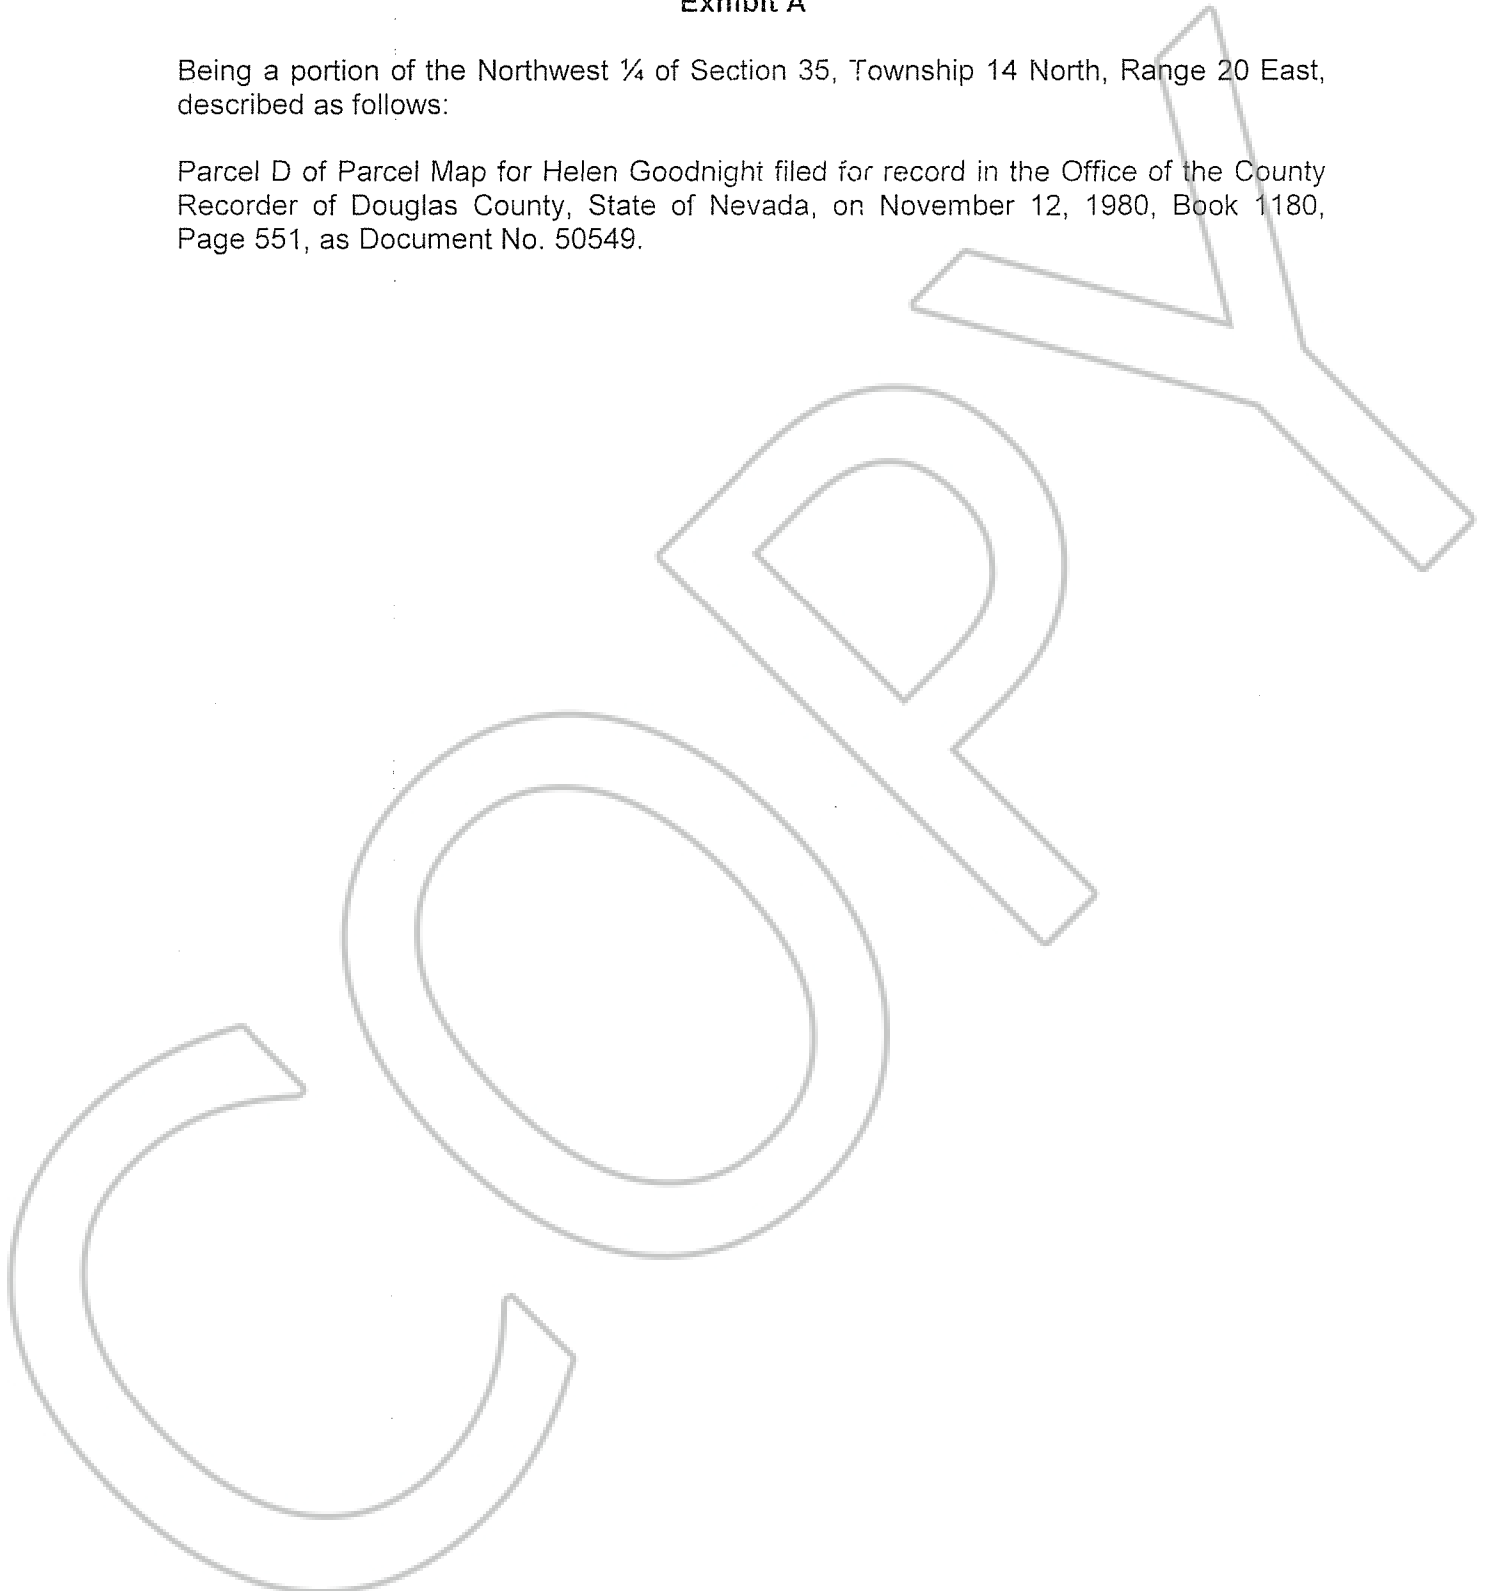 Exhibit A
Being a portion of the Northwest ¼ of Section 35, Township 14 North, Range 20 East,
described as follows:
Parcel D of Parcel Map for Helen Goodnight filed for record in the Office of the County
Recorder of Douglas County, State of Nevada, on November 12, 1980, Book 1180,
Page 551, as Document No. 50549.
COPY